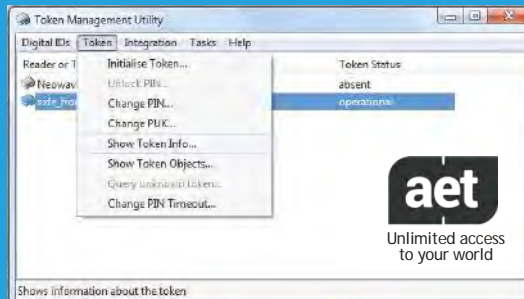 Token Management Utility
Digital IDs Token Integration Tasks Help
Reader or T
Token Status
Neowav
absent
operational
Initialise Token...
Unlock PIN...
Change PIN...
Change PUK...
Show Token Info...
Show Token Objects...
Query unknown token...
Change PIN Timeout...
aet
Unlimited access
to your world
Shows information about the token